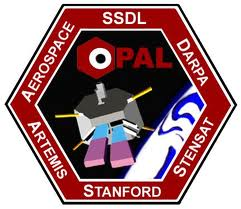 SSDL
AEROSPACE
DARPA
OPAL
ARTEMIS
STENSAT
STANFORD